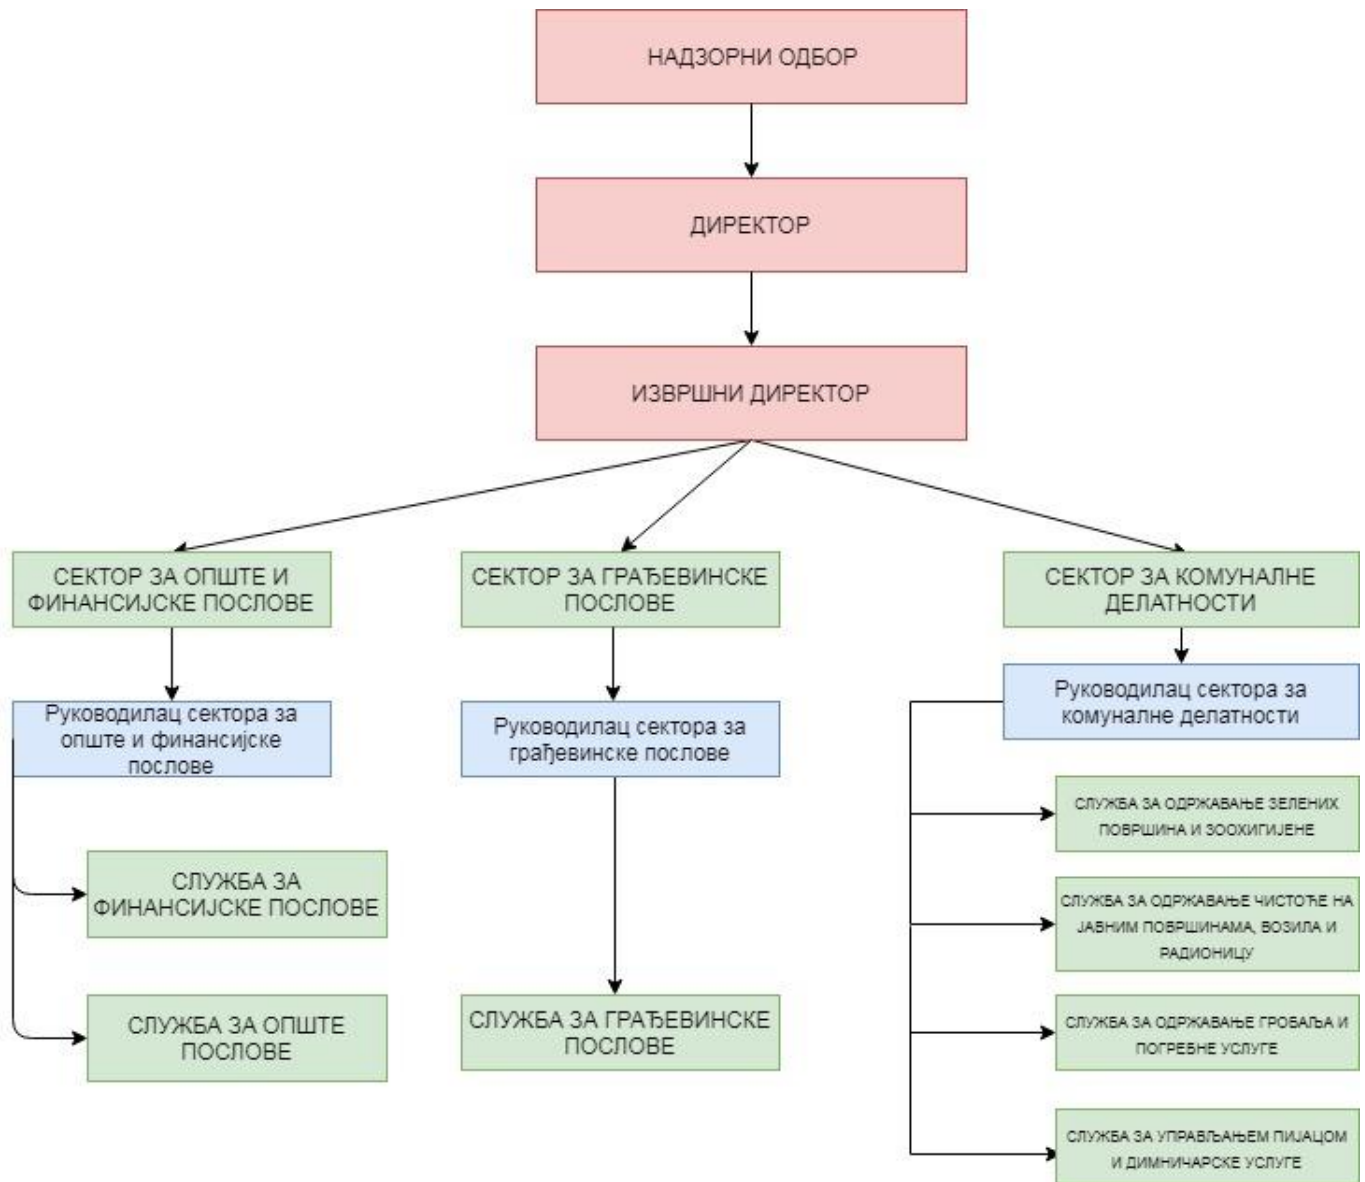 НАДЗОРНИ ОДБОР
ДИРЕКТОР
ИЗВРШНИ ДИРЕКТОР
СЕКТОР ЗА ОПШТЕ И
ФИНАНСИЈСКЕ ПОСЛОВЕ
СЕКТОР ЗА ГРАЂЕВИНСКЕ
ПОСЛОВЕ
СЕКТОР ЗА КОМУНАЛНЕ
ДЕЛАТНОСТИ
Руководилац сектора за
опште и финансијске
послове
Руководилац сектора за
грађевинске послове
Руководилац сектора за
комуналне делатности
СЛУЖБА ЗА
ФИНАНСИЈСКЕ ПОСЛОВЕ
СЛУЖБА ЗА ОПШТЕ
ПОСЛОВЕ
СЛУЖБА ЗА ГРАЂЕВИНСКЕ
ПОСЛОВЕ
СЛУЖБА ЗА ОДРЖАВАЊЕ ЗЕЛЕНИХ
ПОВРШИНА И ЗООХИГИЈЕНЕ
СЛУЖБА ЗА ОДРЖАВАЊЕ ЧИСТОЋЕ НА
ЈАВНИМ ПОВРШИНАМА, ВОЗИЛА И
РАДИОНИЦУ
СЛУЖБА ЗА ОДРЖАВАЊЕ ГРОБАЉА И
ПОГРЕБНЕ УСЛУГЕ
СЛУЖБА ЗА УПРАВЉАЊЕМ ПИЈАЦОМ
И ДИМНИЧАРСКЕ УСЛУГЕ